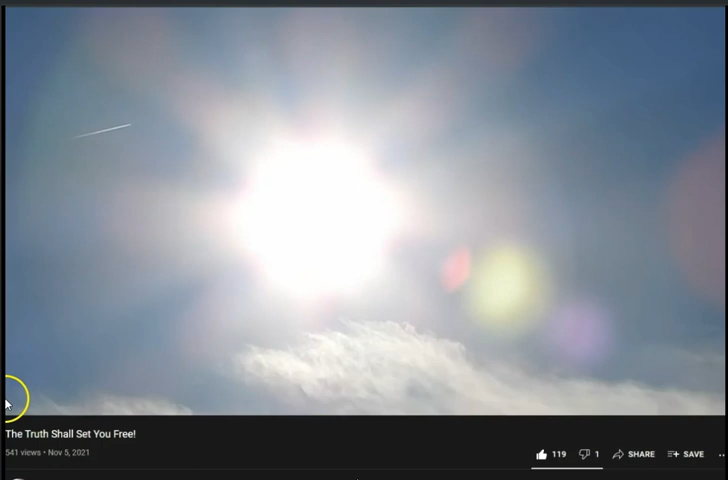 The Truth Shall Set You Free!
541 views • Nov 5, 2021
119 1 SHARE SAVE ...